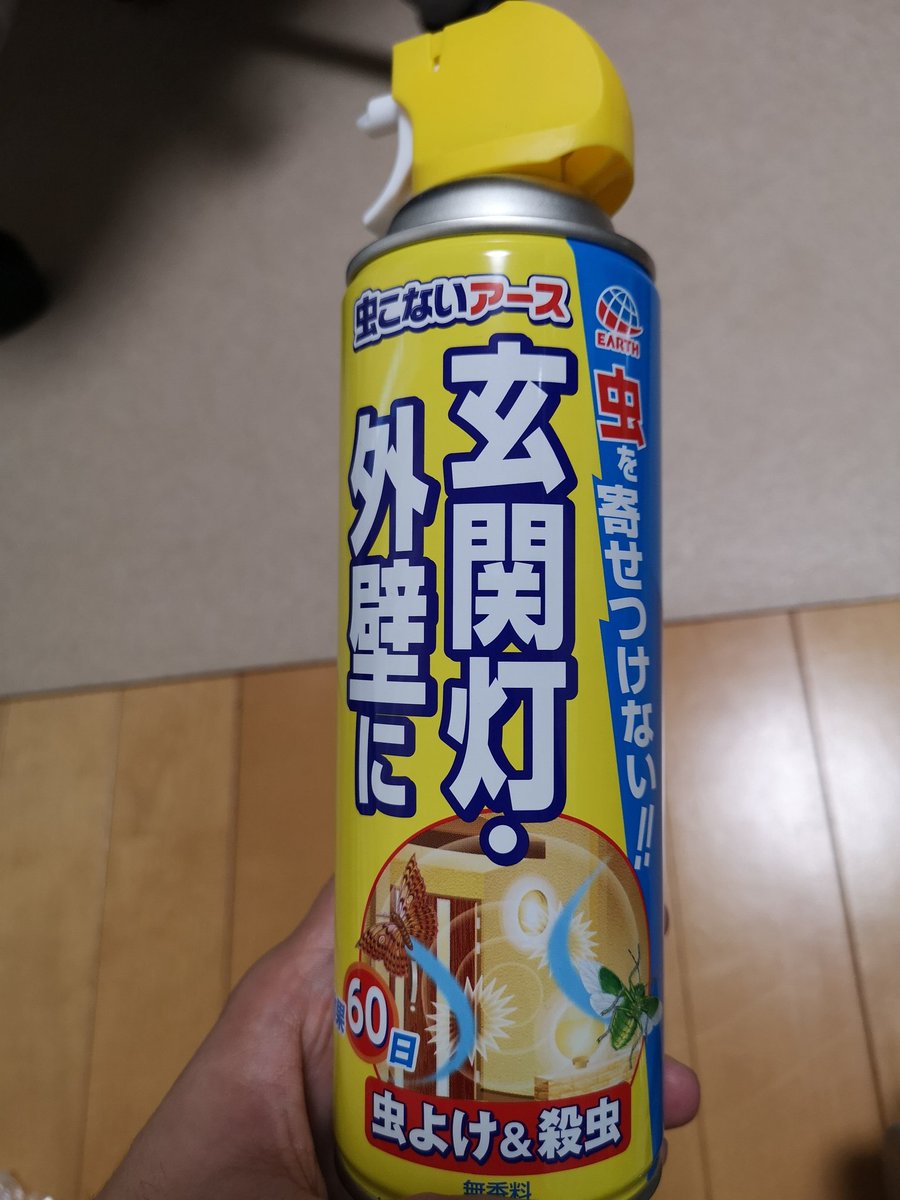 虫こないアース
EARTH
虫を寄せつけない!!
玄関灯・
外壁に
果60日
虫よけ&殺虫
無香料